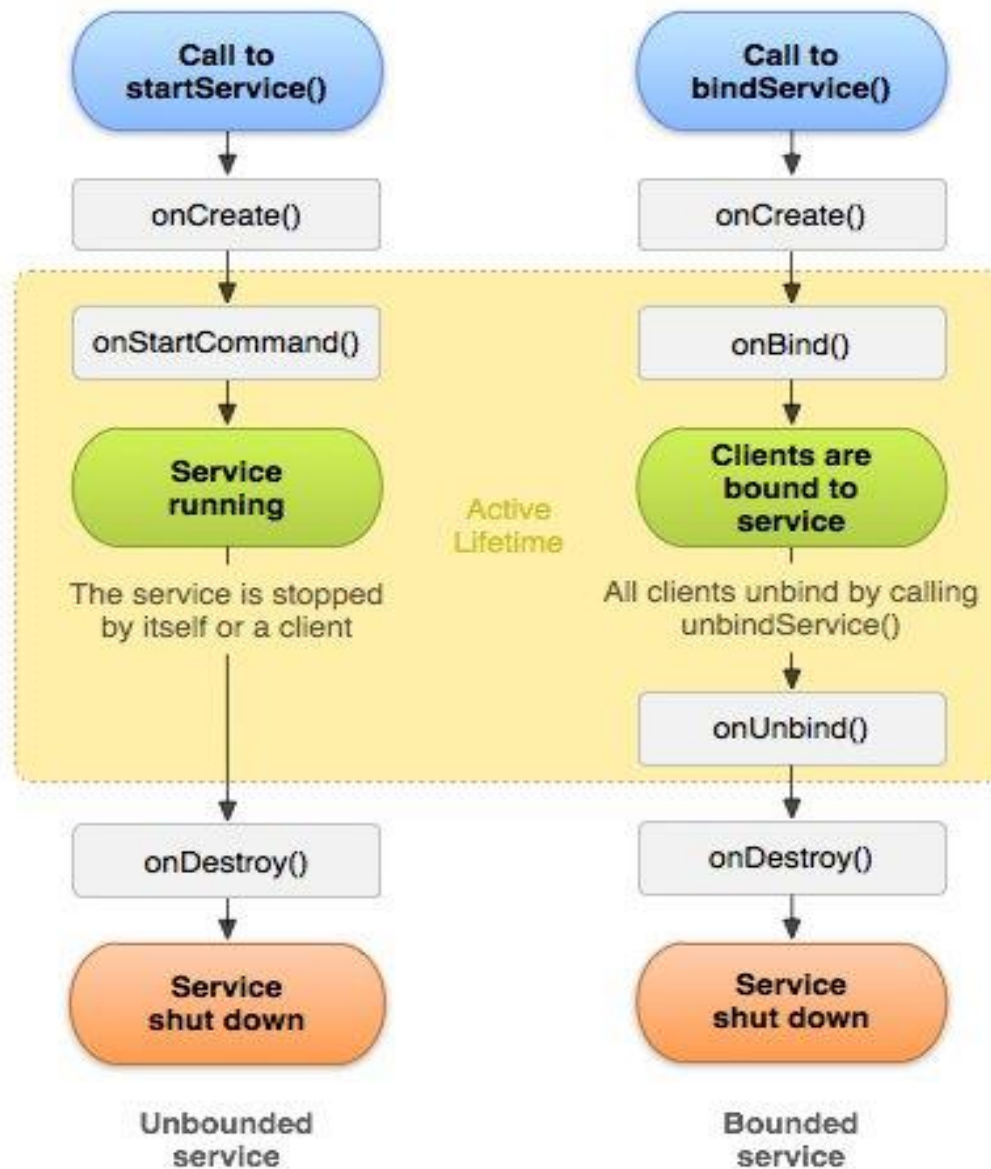 Call to
startService()
onCreate()
onStartCommand()
Service
running
The service is stopped
by itself or a client
onDestroy()
Service
shut down
Unbounded
service
Active
Lifetime
Call to
bindService()
onCreate()
onBind()
Clients are
bound to
service
All clients unbind by calling
unbindService()
onUnbind()
onDestroy()
Service
shut down
Bounded
service